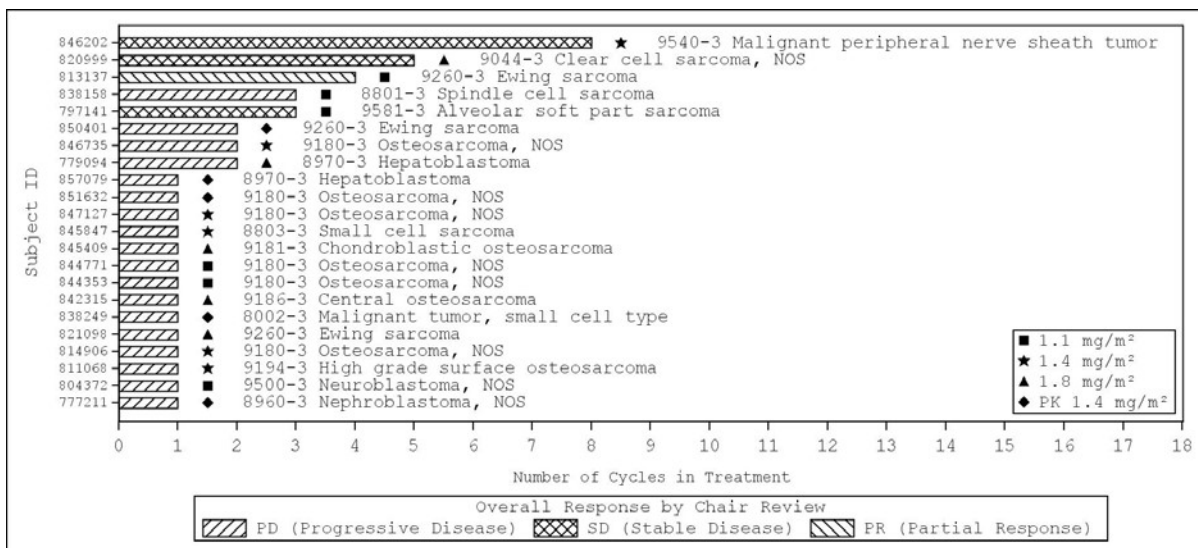 846202 9540-3 Malignant peripheral nerve sheath tumor
820999 9044-3 Clear cell sarcoma, NOS
813137 9260-3 Ewing sarcoma
838158 8801-3 Spindle cell sarcoma
797141 9581-3 Alveolar soft part sarcoma
850401 9260-3 Ewing sarcoma
846735 9180-3 Osteosarcoma, NOS
779094 8970-3 Hepatoblastoma
857079 8970-3 Hepatoblastoma
851632 9180-3 Osteosarcoma, NOS
847127 9180-3 Osteosarcoma, NOS
845847 8803-3 Small cell sarcoma
845409 9181-3 Chondroblastic osteosarcoma
844771 9180-3 Osteosarcoma, NOS
844353 9180-3 Osteosarcoma, NOS
842315 9186-3 Central osteosarcoma
838249 8002-3 Malignant tumor, small cell type
821098 9260-3 Ewing sarcoma
814906 9180-3 Osteosarcoma, NOS
811068 9194-3 High grade surface osteosarcoma
804372 9500-3 Neuroblastoma, NOS
777211 8960-3 Nephroblastoma, NOS
Subject ID
1.1 mg/m²
1.4 mg/m²
1.8 mg/m²
PK 1.4 mg/m²
0 1 2 3 4 5 6 7 8 9 10 11 12 13 14 15 16 17 18
Number of Cycles in Treatment
Overall Response by Chair Review
PD (Progressive Disease) SD (Stable Disease) PR (Partial Response)